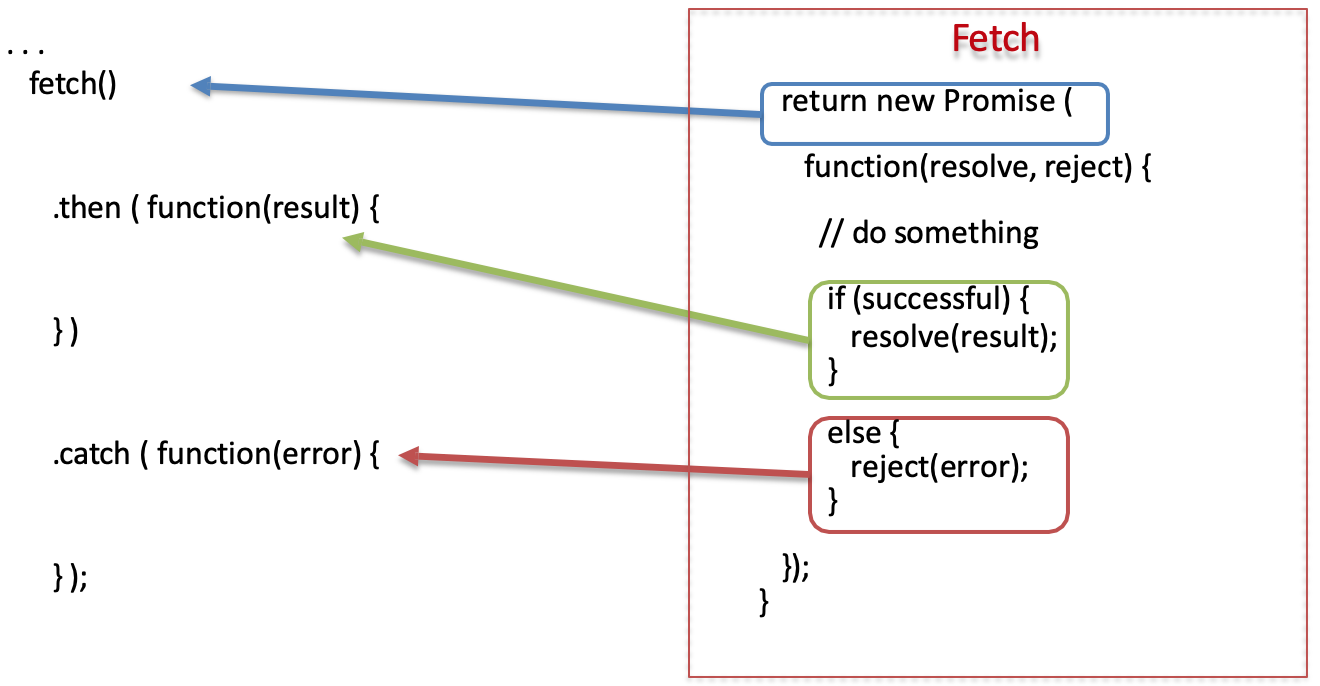 . . .
fetch()
.then ( function(result) {
} )
.catch ( function(error) {
} );
Fetch
return new Promise (
function(resolve, reject) {
// do something
if (successful) {
resolve(result);
}
else {
reject(error);
}
});
}